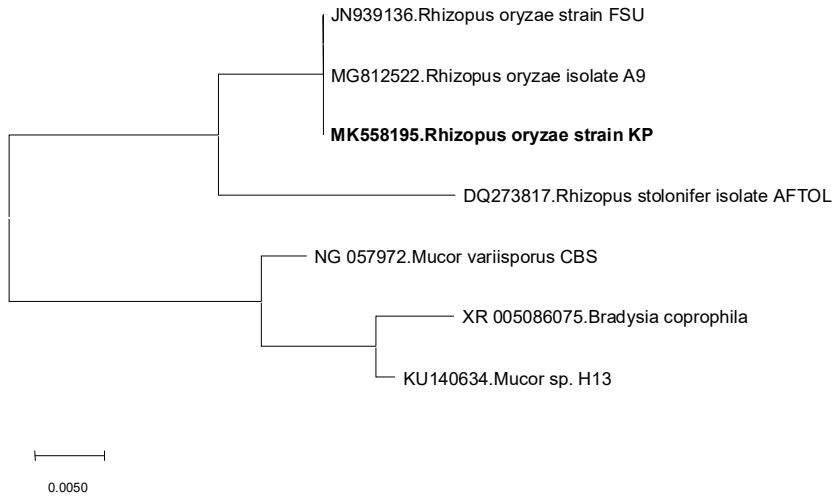 JN939136.Rhizopus oryzae strain FSU
MG812522.Rhizopus oryzae isolate A9
MK558195.Rhizopus oryzae strain KP
DQ273817.Rhizopus stolonifer isolate AFTOL
NG 057972.Mucor variisporus CBS
XR 005086075.Bradysia coprophila
KU140634.Mucor sp. H13
0.0050